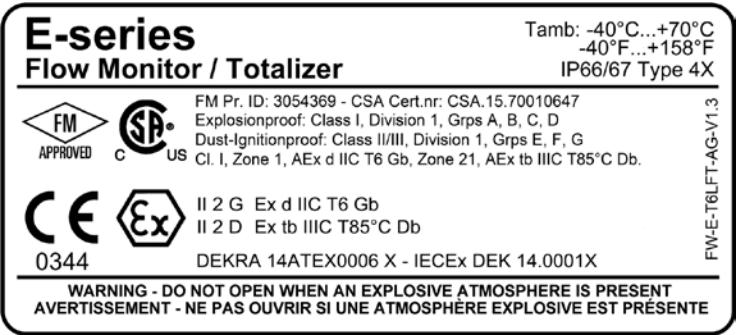 E-series
Flow Monitor / Totalizer
Tamb: -40°C...+70°C
-40°F...+158°F
IP66/67 Type 4X
FM
APPROVED
CSA®
C US
FM Pr. ID: 3054369 - CSA Cert.nr: CSA.15.70010647
Explosionproof: Class I, Division 1, Grps A, B, C, D
Dust-Ignitionproof: Class II/III, Division 1, Grps E, F, G
Cl. I, Zone 1, AEx d IIC T6 Gb, Zone 21, AEx tb IIIC T85°C Db.
FW-E-T6LFT-AG-V1.3
CE
0344
Ex
II 2 G Ex d IIC T6 Gb
II 2 D Ex tb IIIC T85°C Db
DEKRA 14ATEX0006 X - IECEx DEK 14.0001X
WARNING - DO NOT OPEN WHEN AN EXPLOSIVE ATMOSPHERE IS PRESENT
AVERTISSEMENT - NE PAS OUVRIR SI UNE ATMOSPHÈRE EXPLOSIVE EST PRÉSENTE